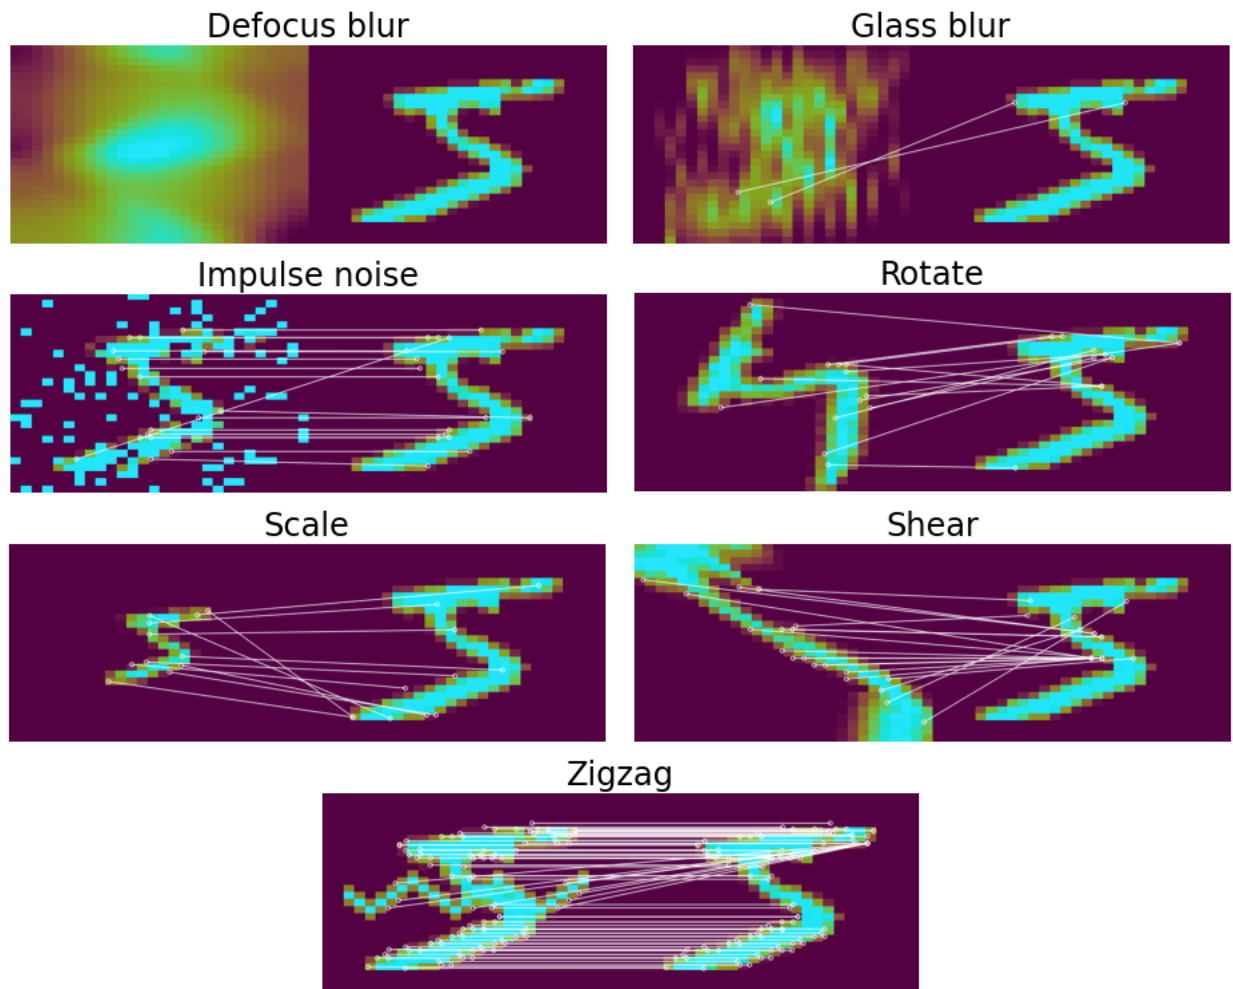 Defocus blur
Glass blur
Impulse noise
Rotate
Scale
Shear
Zigzag